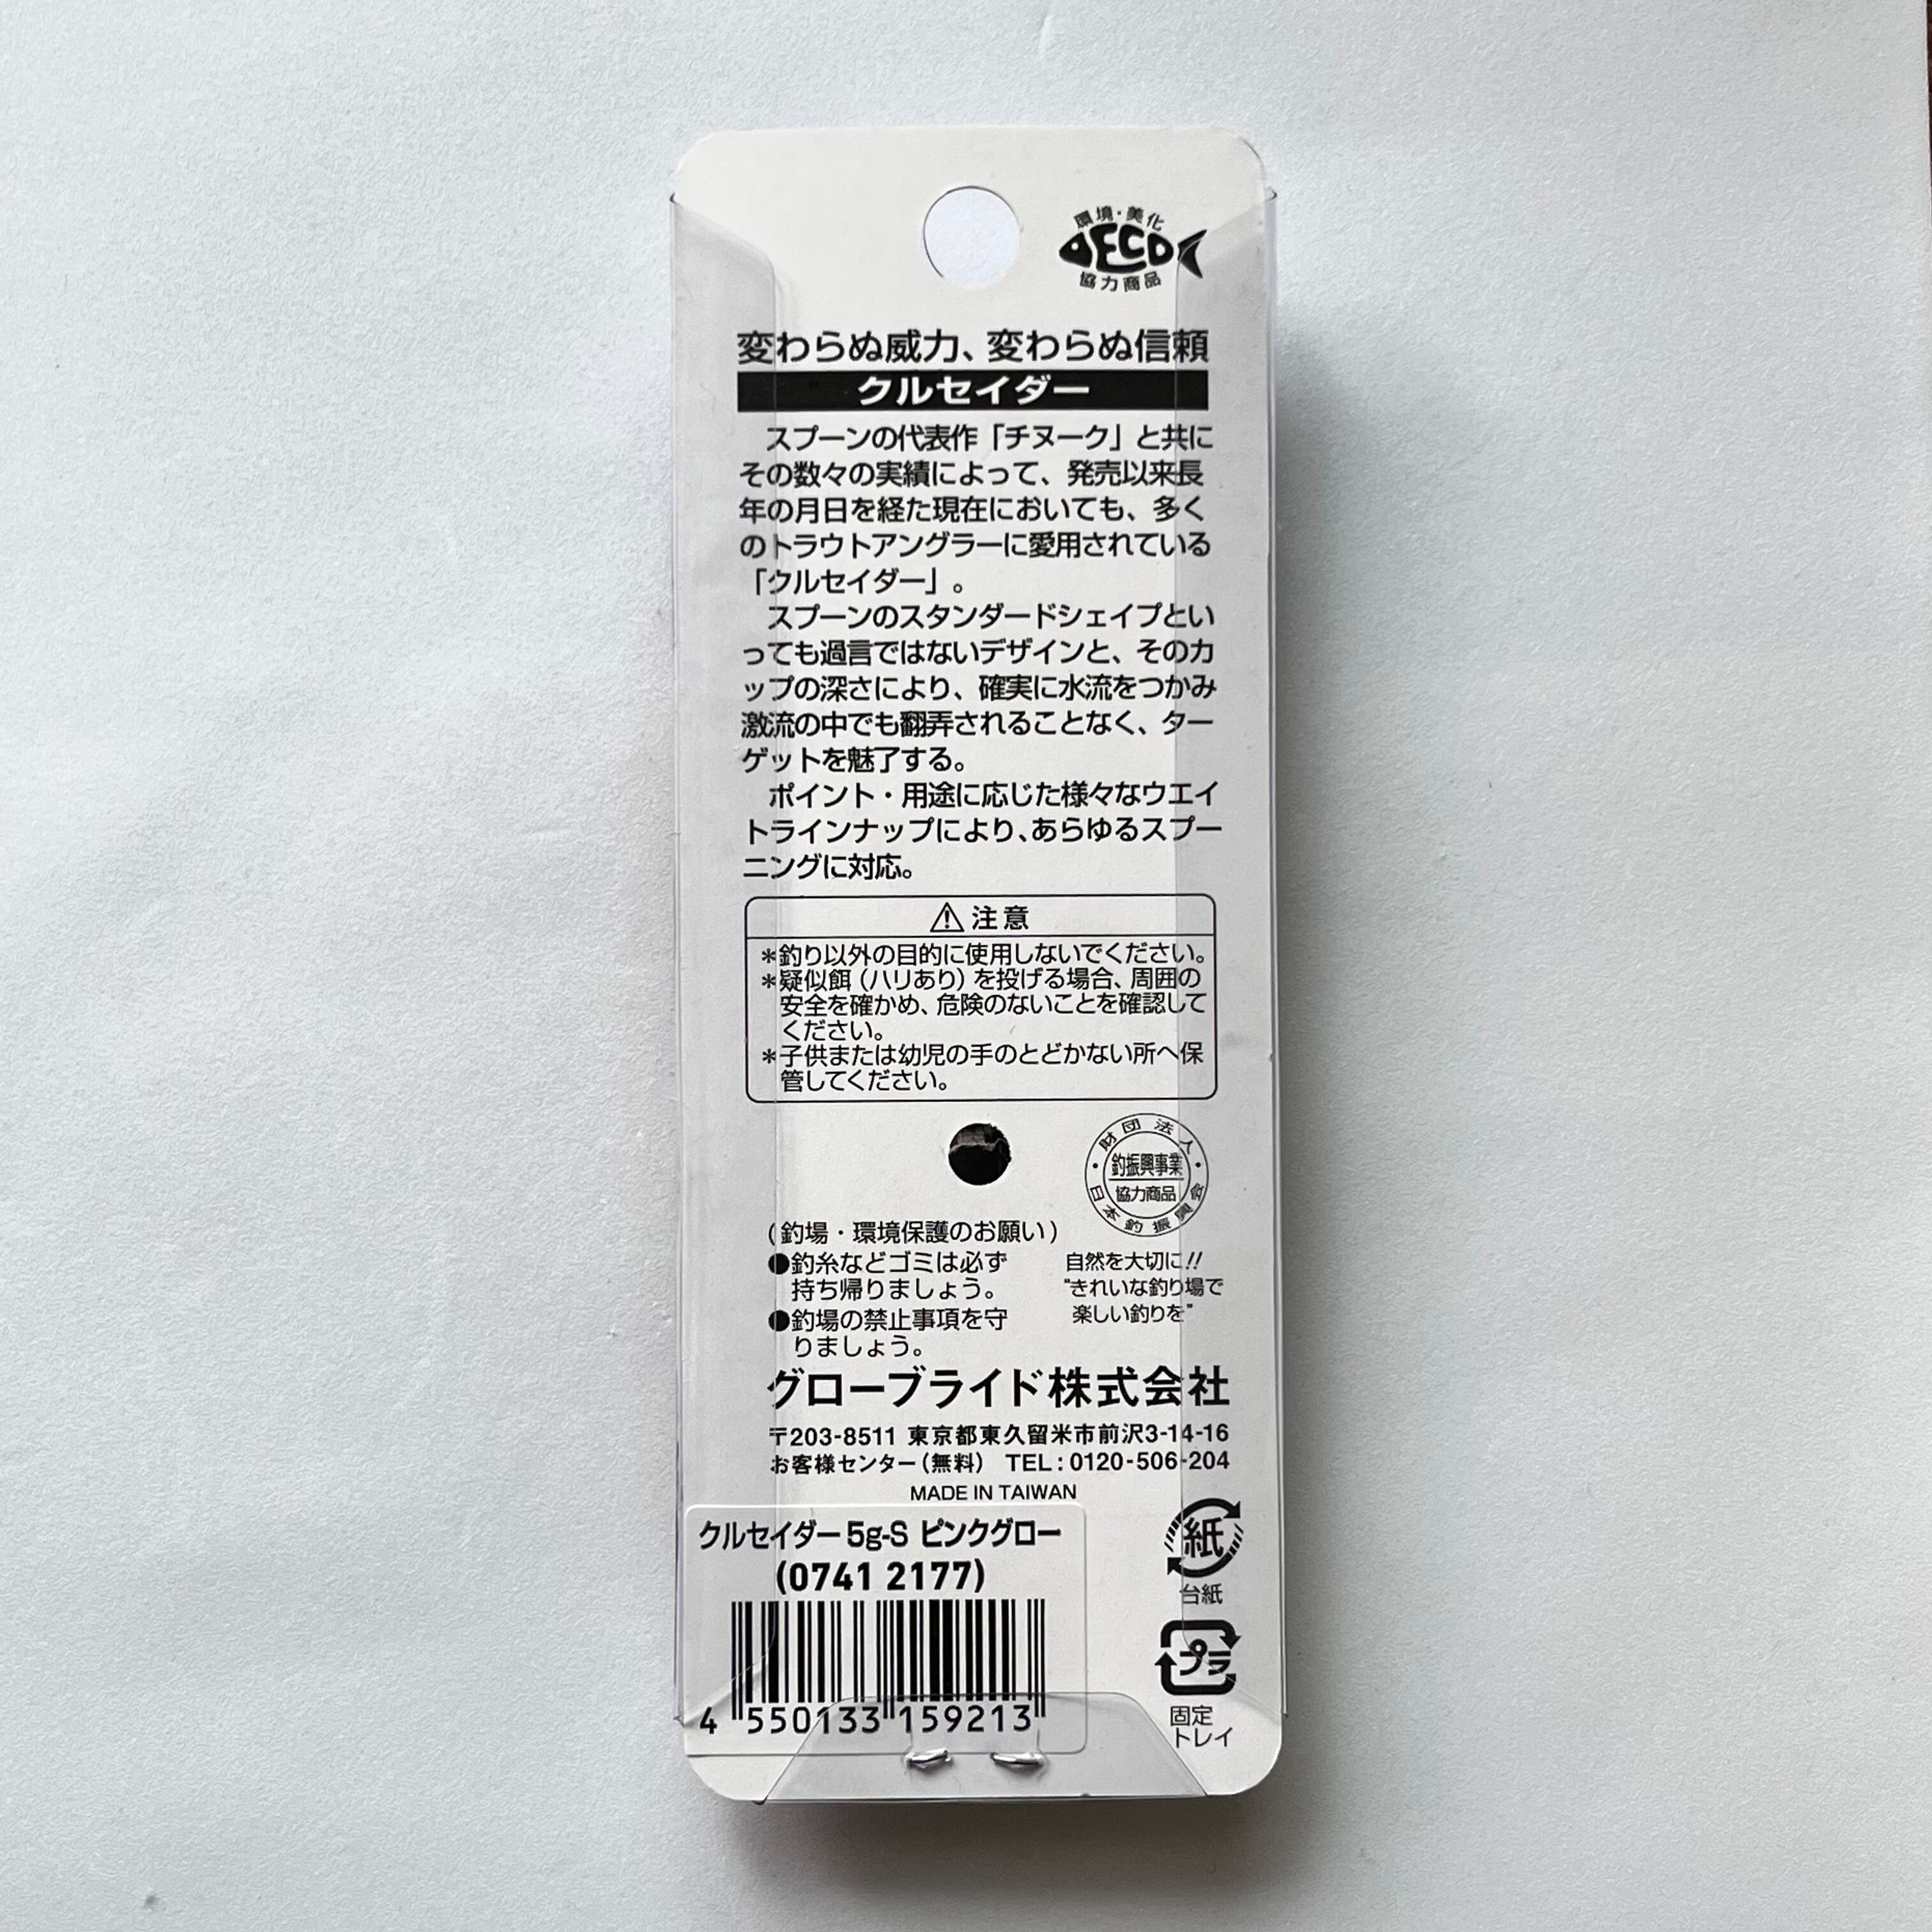 環境・美化
ECO
協力商品
変わらぬ威力、変わらぬ信頼
クルセイダー
スプーンの代表作「チヌーク」と共に
その数々の実績によって、発売以来長
年の月日を経た現在においても、多く
のトラウトアングラーに愛用されている
「クルセイダー」。
スプーンのスタンダードシェイプとい
っても過言ではないデザインと、そのカ
ップの深さにより、確実に水流をつかみ
激流の中でも翻弄されることなく、ター
ゲットを魅了する。
ポイント・用途に応じた様々なウエイ
トラインナップにより、あらゆるスプー
ニングに対応。
⚠注意
*釣り以外の目的に使用しないでください。
*疑似餌(ハリあり)を投げる場合、周囲の
安全を確かめ、危険のないことを確認して
ください。
*子供または幼児の手のとどかない所へ保
管してください。
財団法人
釣振興事業
協力商品
日本釣振興会
(釣場・環境保護のお願い)
●釣糸などゴミは必ず
持ち帰りましょう。
●釣場の禁止事項を守
りましょう。
自然を大切に!!
"きれいな釣り場で
楽しい釣りを"
グローブライド株式会社
〒203-8511 東京都東久留米市前沢3-14-16
お客様センター(無料) TEL:0120-506-204
MADE IN TAIWAN
クルセイダー 5g-S ピンクグロー
(0741 2177)
4 550133 159213
紙
台紙
プラ
固定
トレイ